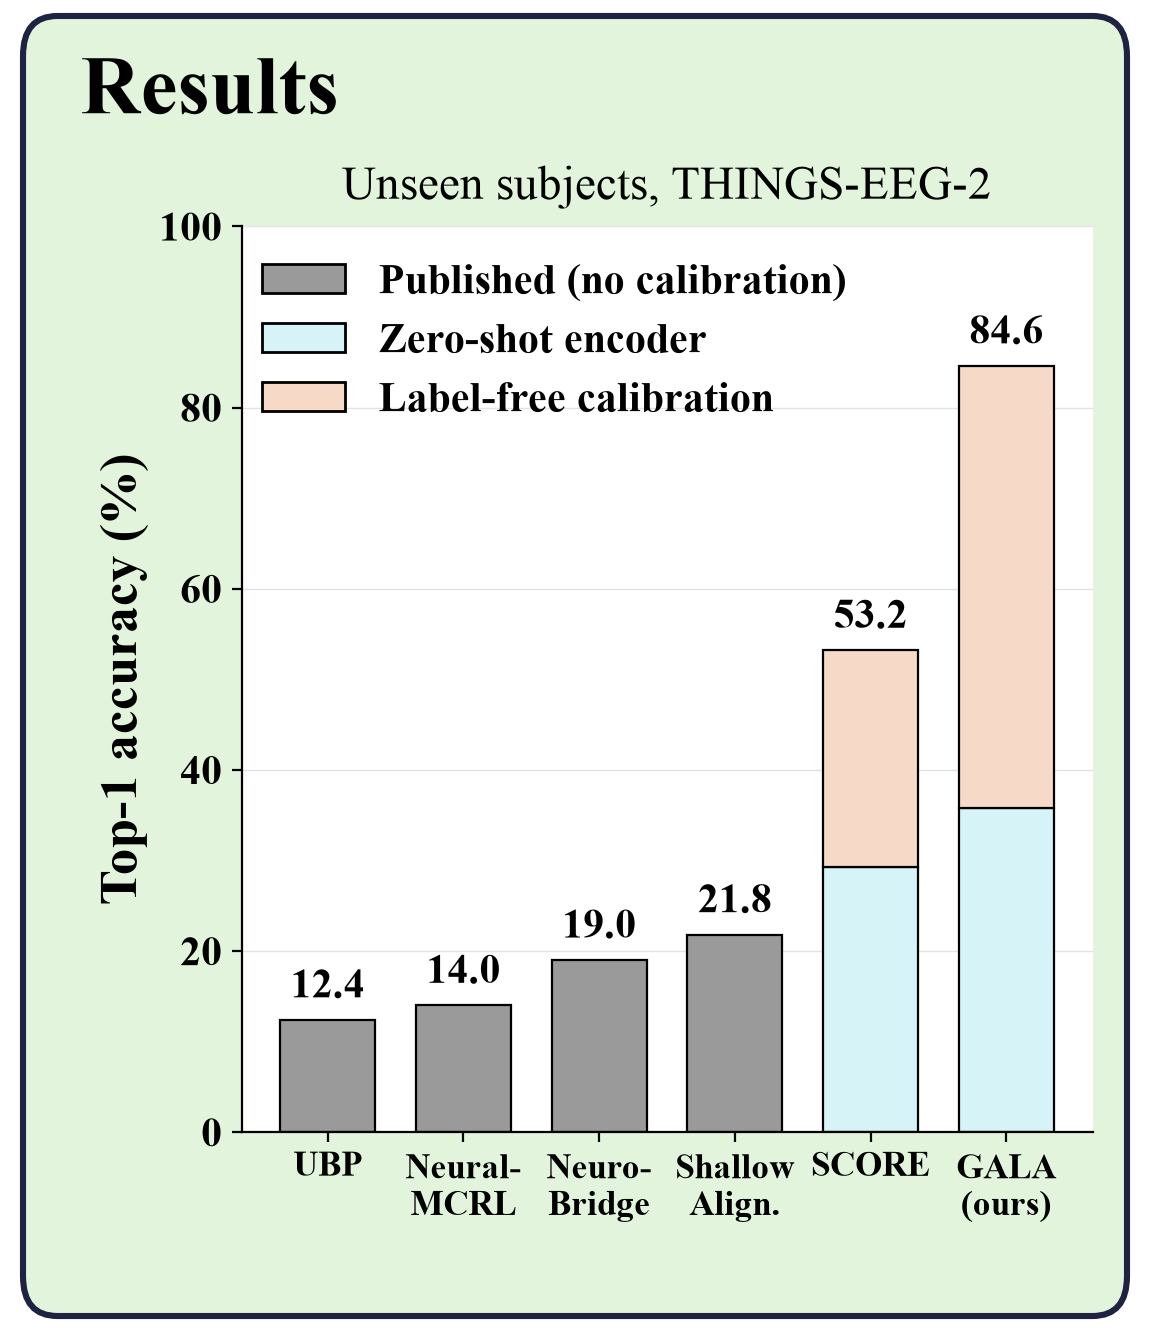 Results
Unseen subjects, THINGS-EEG-2
Published (no calibration)
Zero-shot encoder
Label-free calibration
Top-1 accuracy (%)
100
80
60
40
20
0
12.4
14.0
19.0
21.8
53.2
84.6
UBP
Neural-
MCRL
Neuro-
Bridge
Shallow
Align.
SCORE
GALA
(ours)